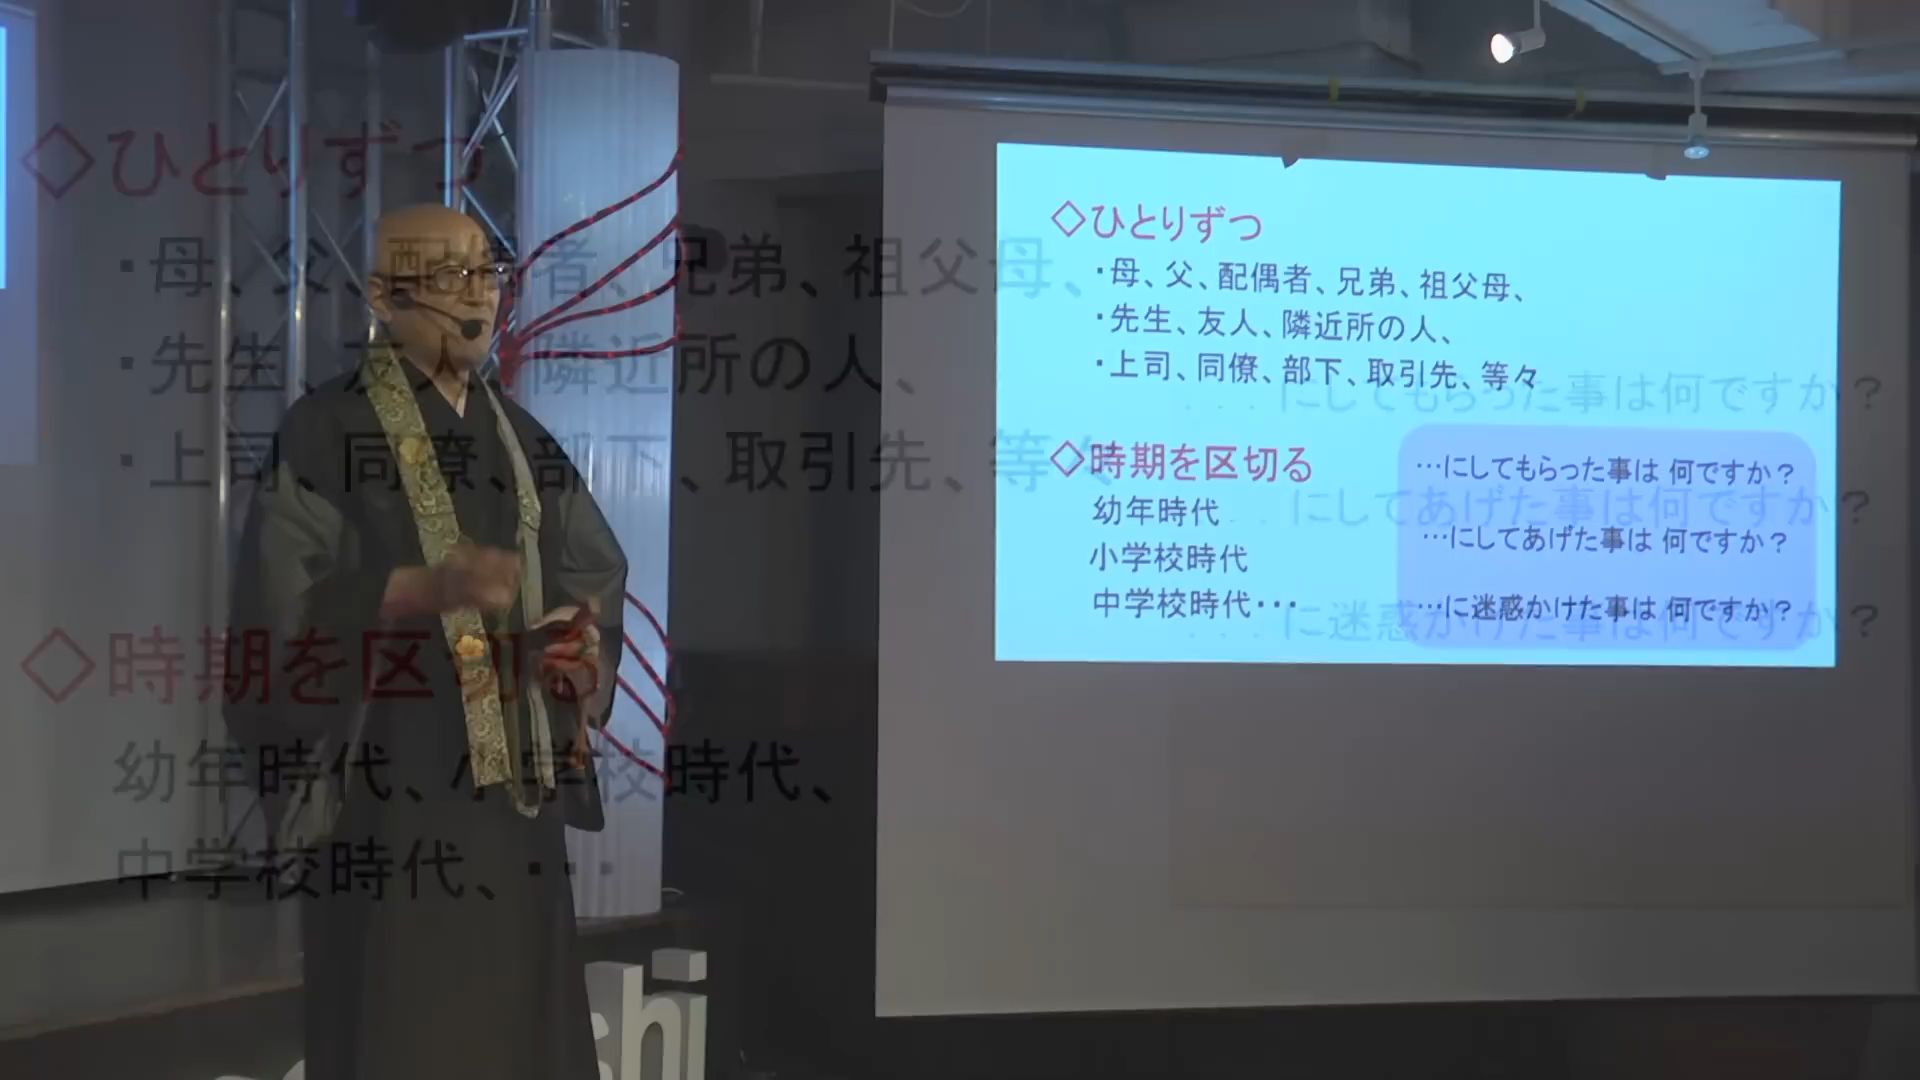 ◇ひとりずつ
・母、父、配偶者、兄弟、祖父母、
・先生、友人、隣近所の人、
・上司、同僚、部下、取引先、等々
◇時期を区切る
幼年時代、小学校時代、
中学校時代、・・・
...にしてもらった事は何ですか？
...にしてあげた事は何ですか？
...に迷惑かけた事は何ですか？
◇ひとりずつ
・母、父、配偶者、兄弟、祖父母、
・先生、友人、隣近所の人、
・上司、同僚、部下、取引先、等々
◇時期を区切る
幼年時代
小学校時代
中学校時代・・・
…にしてもらった事は 何ですか？
…にしてあげた事は 何ですか？
…に迷惑かけた事は 何ですか？
shi